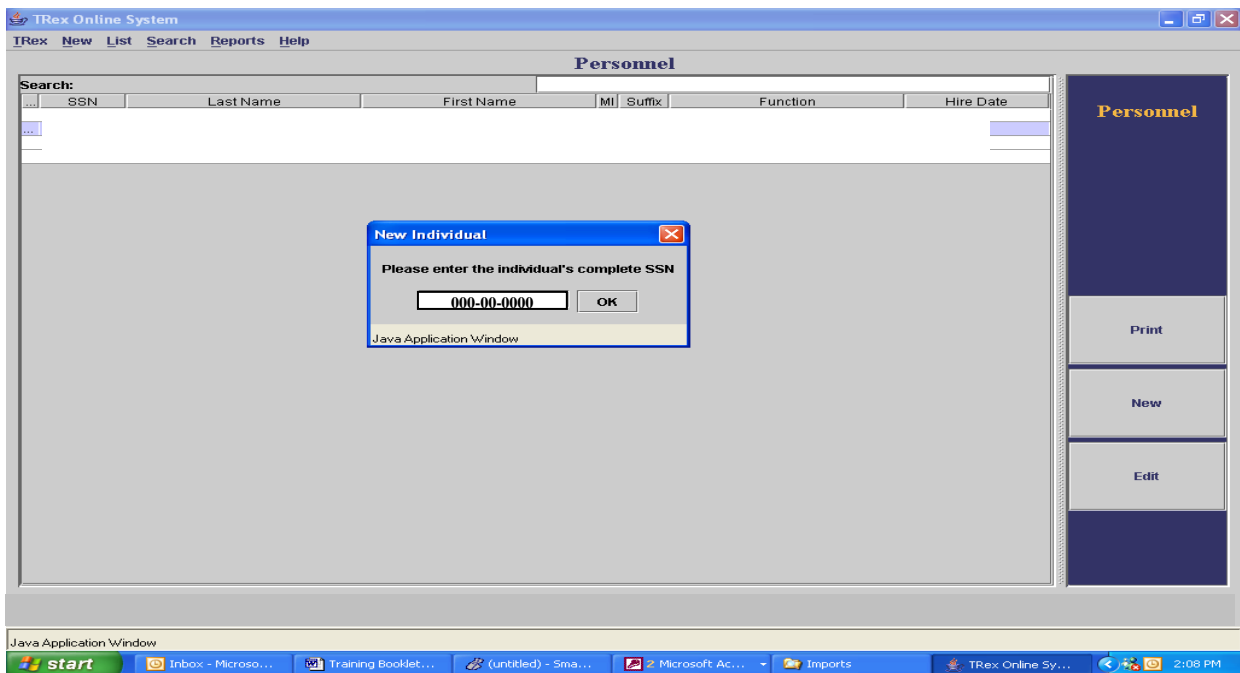 TRex Online System
TRex New List Search Reports Help
Personnel
Search:
... SSN Last Name First Name MI Suffix Function Hire Date
...
Personnel
New Individual
Please enter the individual's complete SSN
000-00-0000 OK
Java Application Window
Print
New
Edit
Java Application Window
start Inbox - Microso... Training Booklet... (untitled) - Sma... 2 Microsoft Ac... Imports TRex Online Sy... 2:08 PM